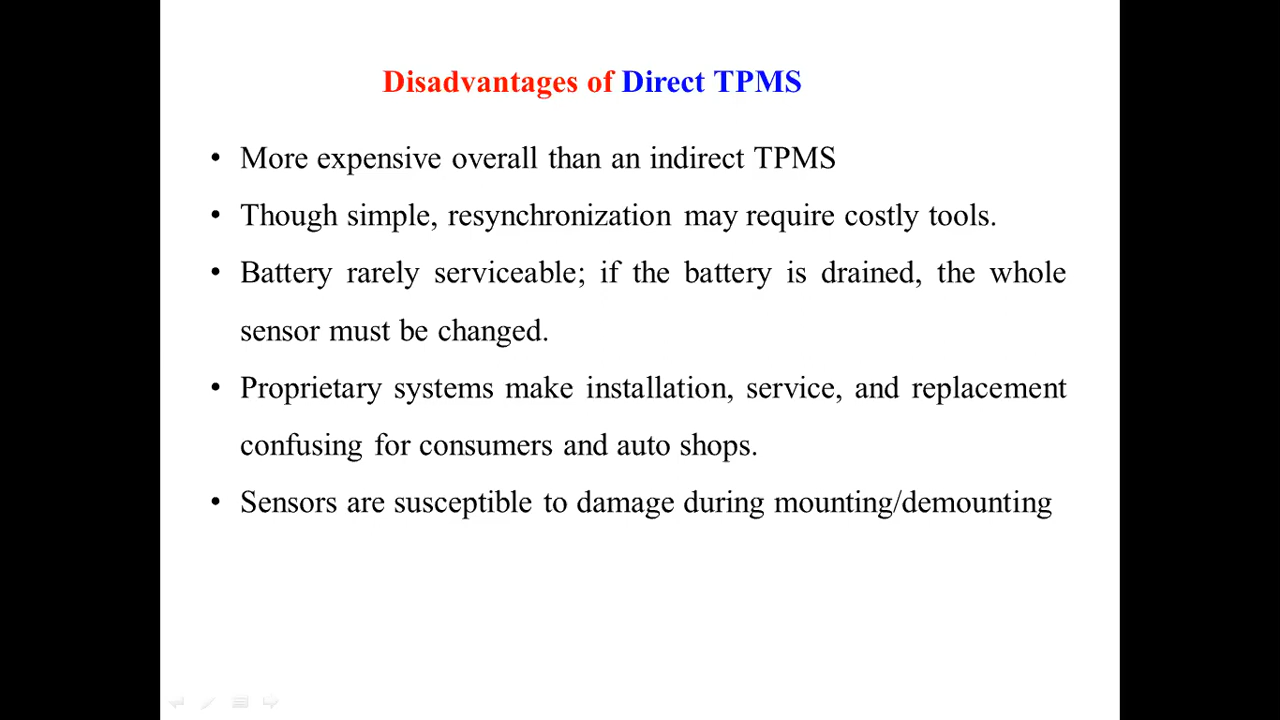 Disadvantages of Direct TPMS
• More expensive overall than an indirect TPMS
• Though simple, resynchronization may require costly tools.
• Battery rarely serviceable; if the battery is drained, the whole
sensor must be changed.
• Proprietary systems make installation, service, and replacement
confusing for consumers and auto shops.
• Sensors are susceptible to damage during mounting/demounting